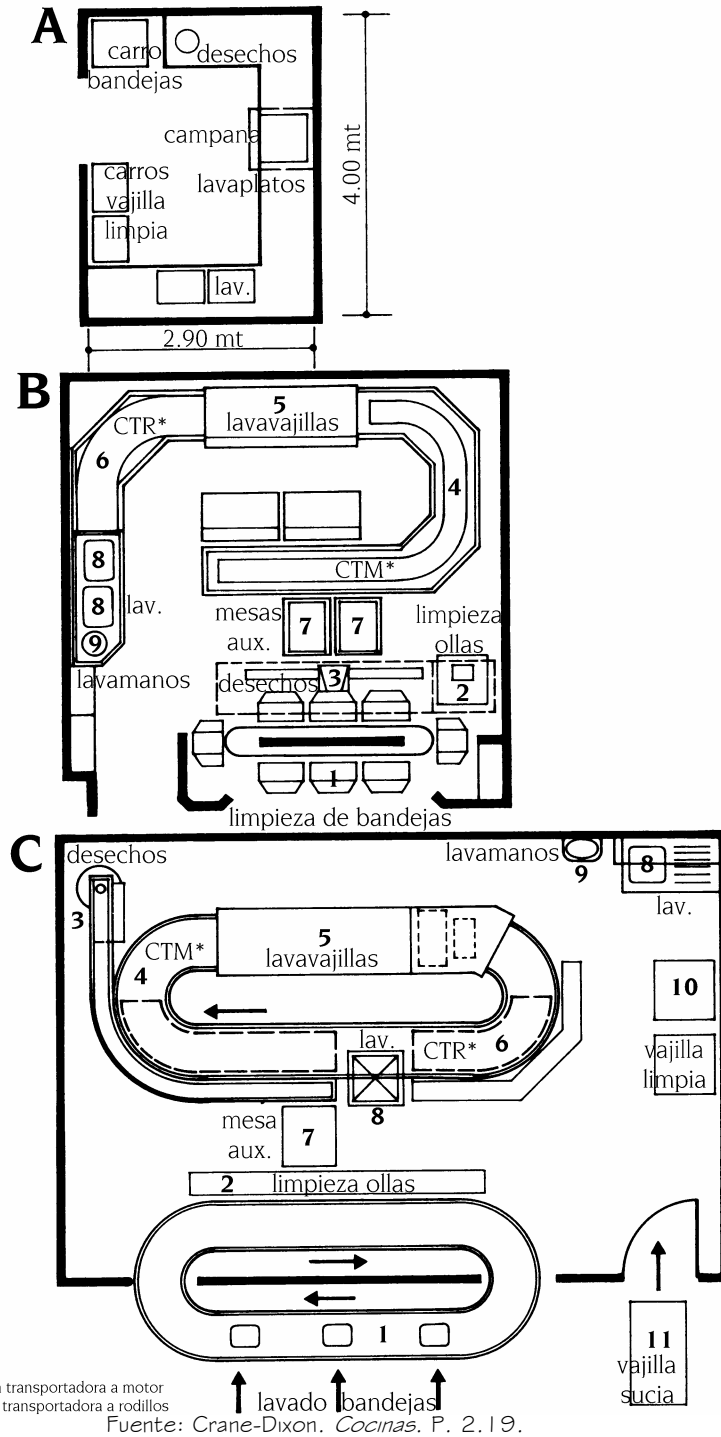 A
carro
bandejas
desechos
campana
carros
vajilla
limpia
lavaplatos
lav.
4.00 mt
2.90 mt
B
5
lavavajillas
CTR*
6
4
CTM*
8
8
lav.
9
lavamanos
mesas
aux.
7
7
limpieza
ollas
desechos
3
2
1
limpieza de bandejas
C
desechos
3
lavamanos
9
8
lav.
CTM*
4
5
lavavajillas
10
lav.
CTR*
6
vajilla
limpia
8
mesa
aux.
7
2
limpieza ollas
1
11
vajilla
sucia
transportadora a motor
transportadora a rodillos
lavado bandejas
Fuente: Crane-Dixon. Cocinas. P. 2.19.